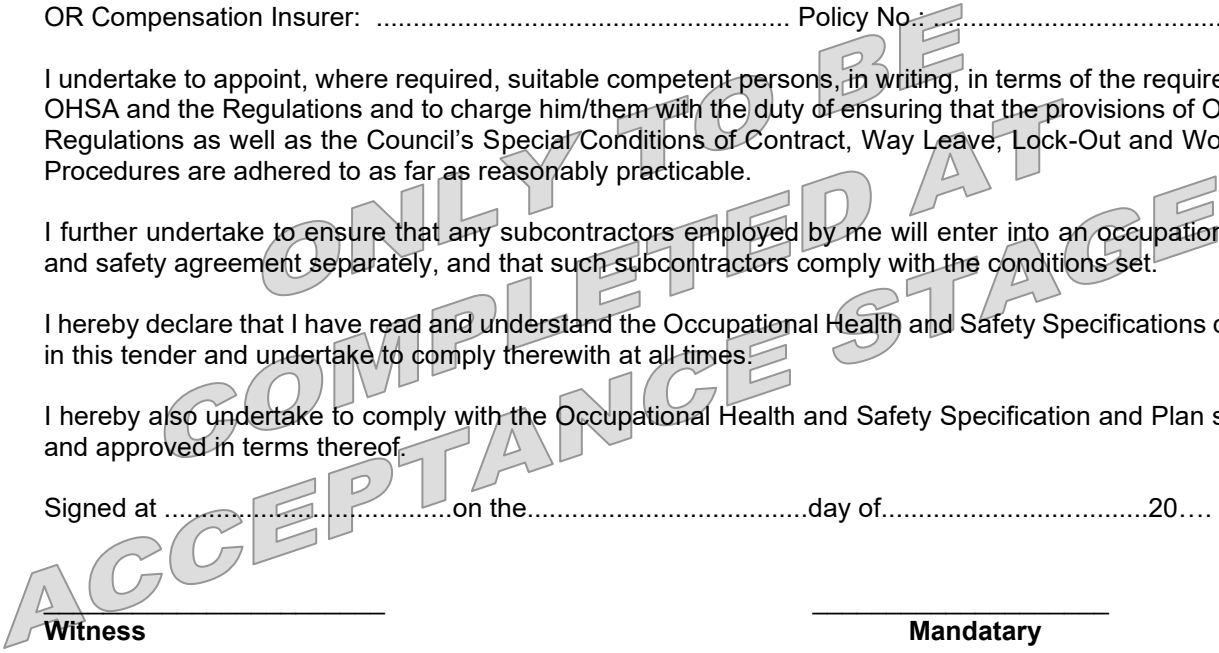 OR Compensation Insurer: ........................................................ Policy No.: .......................................
I undertake to appoint, where required, suitable competent persons, in writing, in terms of the require
OHSA and the Regulations and to charge him/them with the duty of ensuring that the provisions of O
Regulations as well as the Council’s Special Conditions of Contract, Way Leave, Lock-Out and Wo
Procedures are adhered to as far as reasonably practicable.
I further undertake to ensure that any subcontractors employed by me will enter into an occupation
and safety agreement separately, and that such subcontractors comply with the conditions set.
I hereby declare that I have read and understand the Occupational Health and Safety Specifications c
in this tender and undertake to comply therewith at all times.
I hereby also undertake to comply with the Occupational Health and Safety Specification and Plan s
and approved in terms thereof.
Signed at .......................................on the......................................day of....................................20….
Witness
Mandatary
ONLY TO BE
COMPLETED AT
ACCEPTANCE STAGE